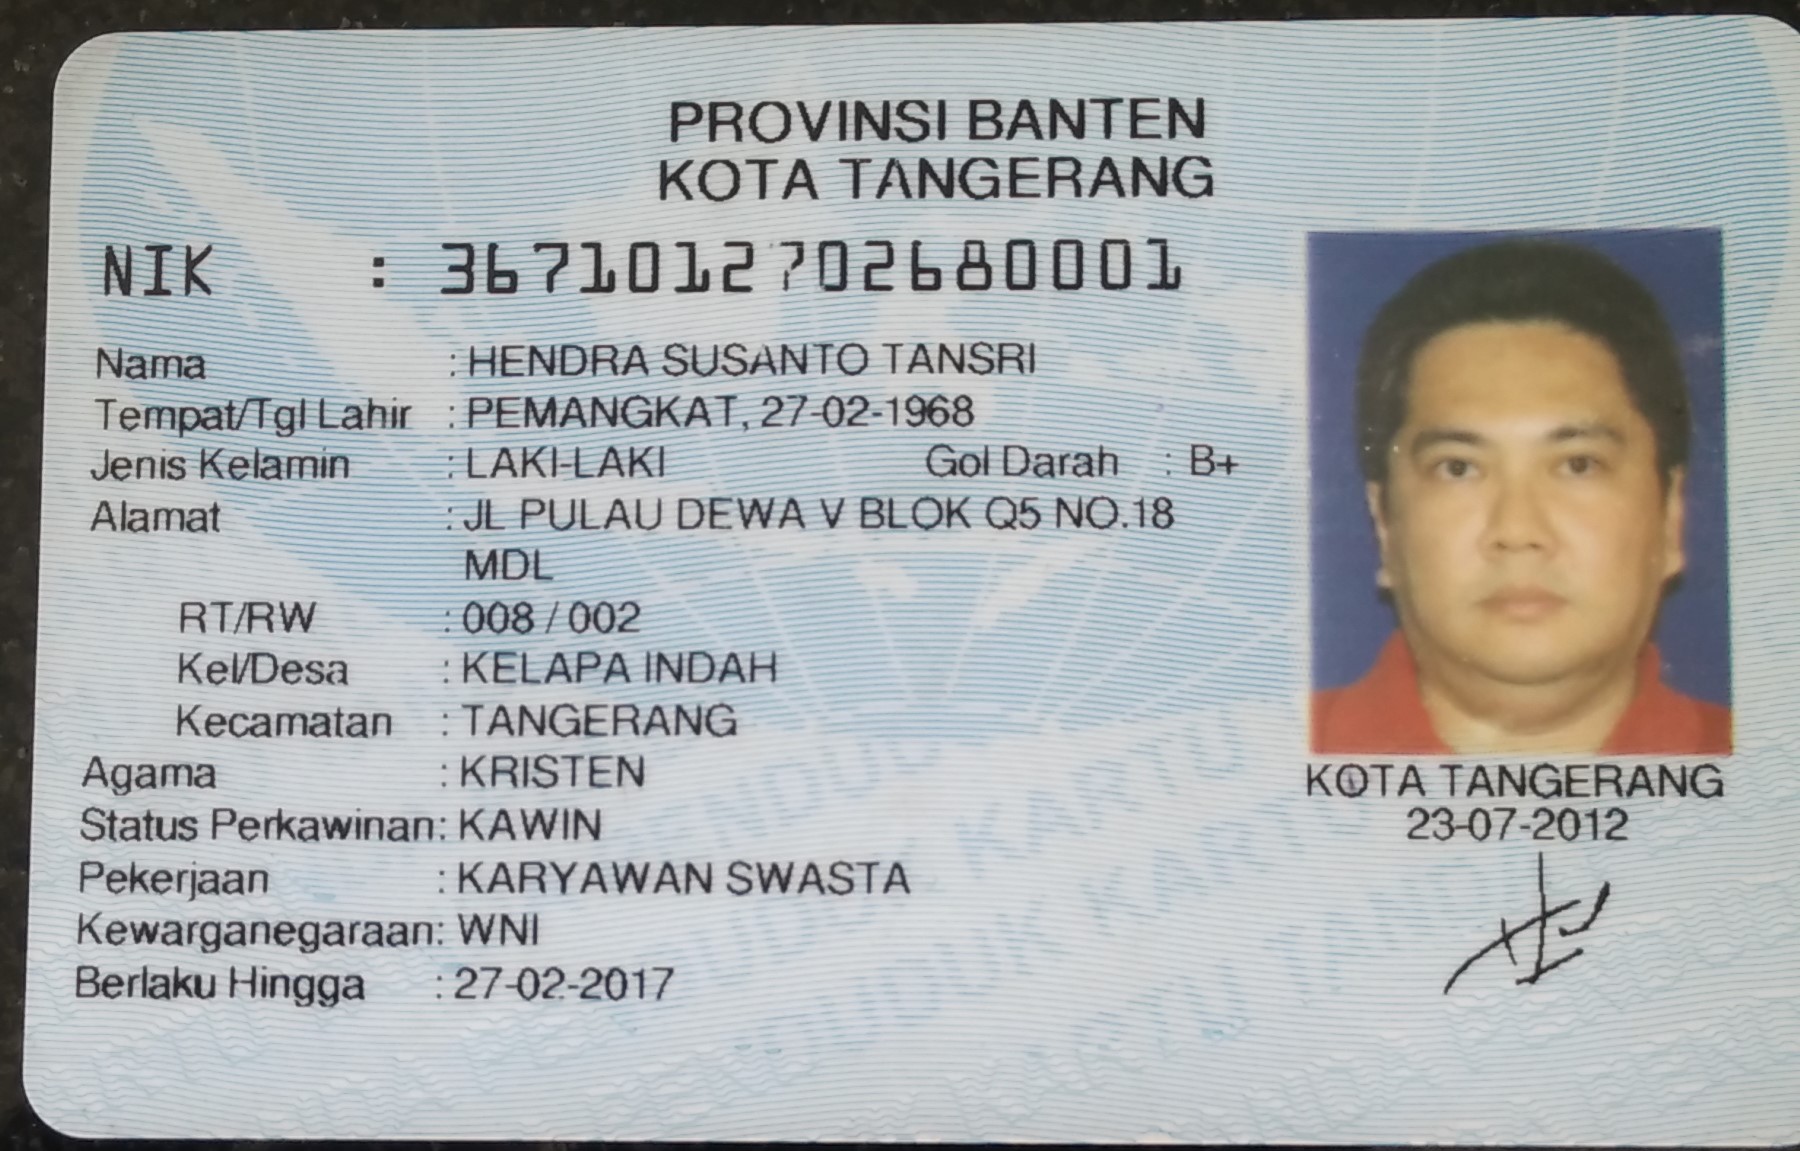 PROVINSI BANTEN
KOTA TANGERANG
NIK : 3671012702680001
Nama : HENDRA SUSANTO TANSRI
Tempat/Tgl Lahir : PEMANGKAT, 27-02-1968
Jenis Kelamin : LAKI-LAKI Gol Darah : B+
Alamat : JL PULAU DEWA V BLOK Q5 NO.18
MDL
RT/RW : 008 / 002
Kel/Desa : KELAPA INDAH
Kecamatan : TANGERANG
Agama : KRISTEN
Status Perkawinan: KAWIN
Pekerjaan : KARYAWAN SWASTA
Kewarganegaraan: WNI
Berlaku Hingga : 27-02-2017
KOTA TANGERANG
23-07-2012